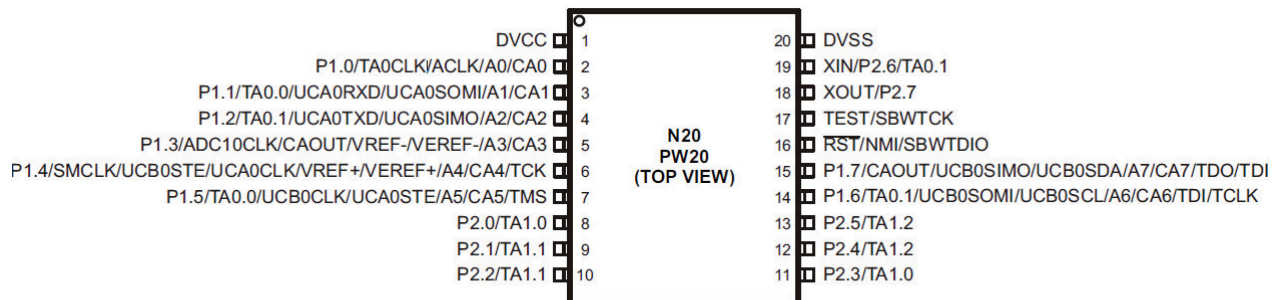 DVCC 1 20 DVSS
P1.0/TA0CLK/ACLK/A0/CA0 2 19 XIN/P2.6/TA0.1
P1.1/TA0.0/UCA0RXD/UCA0SOMI/A1/CA1 3 18 XOUT/P2.7
P1.2/TA0.1/UCA0TXD/UCA0SIMO/A2/CA2 4 17 TEST/SBWTCK
P1.3/ADC10CLK/CAOUT/VREF-/VEREF-/A3/CA3 5 N20 16 RST/NMI/SBWTDIO
PW20
P1.4/SMCLK/UCB0STE/UCA0CLK/VREF+/VEREF+/A4/CA4/TCK 6 (TOP VIEW) 15 P1.7/CAOUT/UCB0SIMO/UCB0SDA/A7/CA7/TDO/TDI
P1.5/TA0.0/UCB0CLK/UCA0STE/A5/CA5/TMS 7 14 P1.6/TA0.1/UCB0SOMI/UCB0SCL/A6/CA6/TDI/TCLK
P2.0/TA1.0 8 13 P2.5/TA1.2
P2.1/TA1.1 9 12 P2.4/TA1.2
P2.2/TA1.1 10 11 P2.3/TA1.0